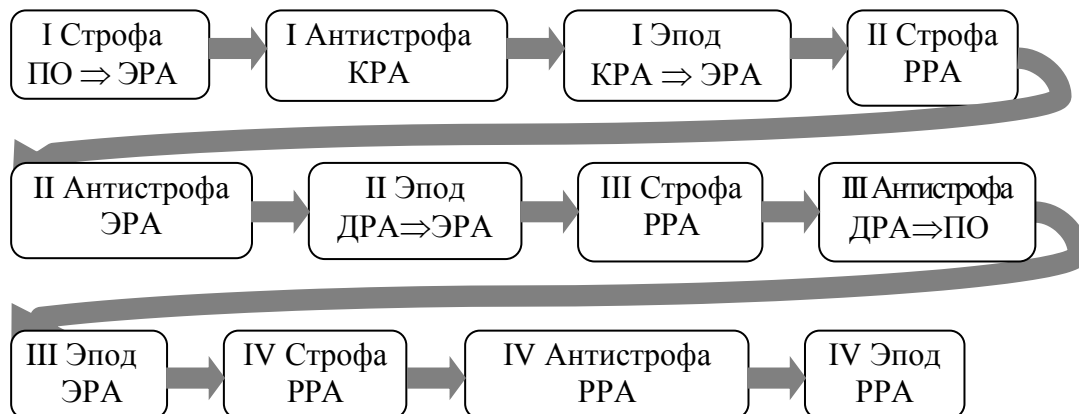 I Строфа
ПО ⇒ ЭРА
I Антистрофа
КРА
I Эпод
КРА ⇒ ЭРА
II Строфа
РРА
II Антистрофа
ЭРА
II Эпод
ДРА⇒ЭРА
III Строфа
РРА
III Антистрофа
ДРА⇒ПО
III Эпод
ЭРА
IV Строфа
РРА
IV Антистрофа
РРА
IV Эпод
РРА